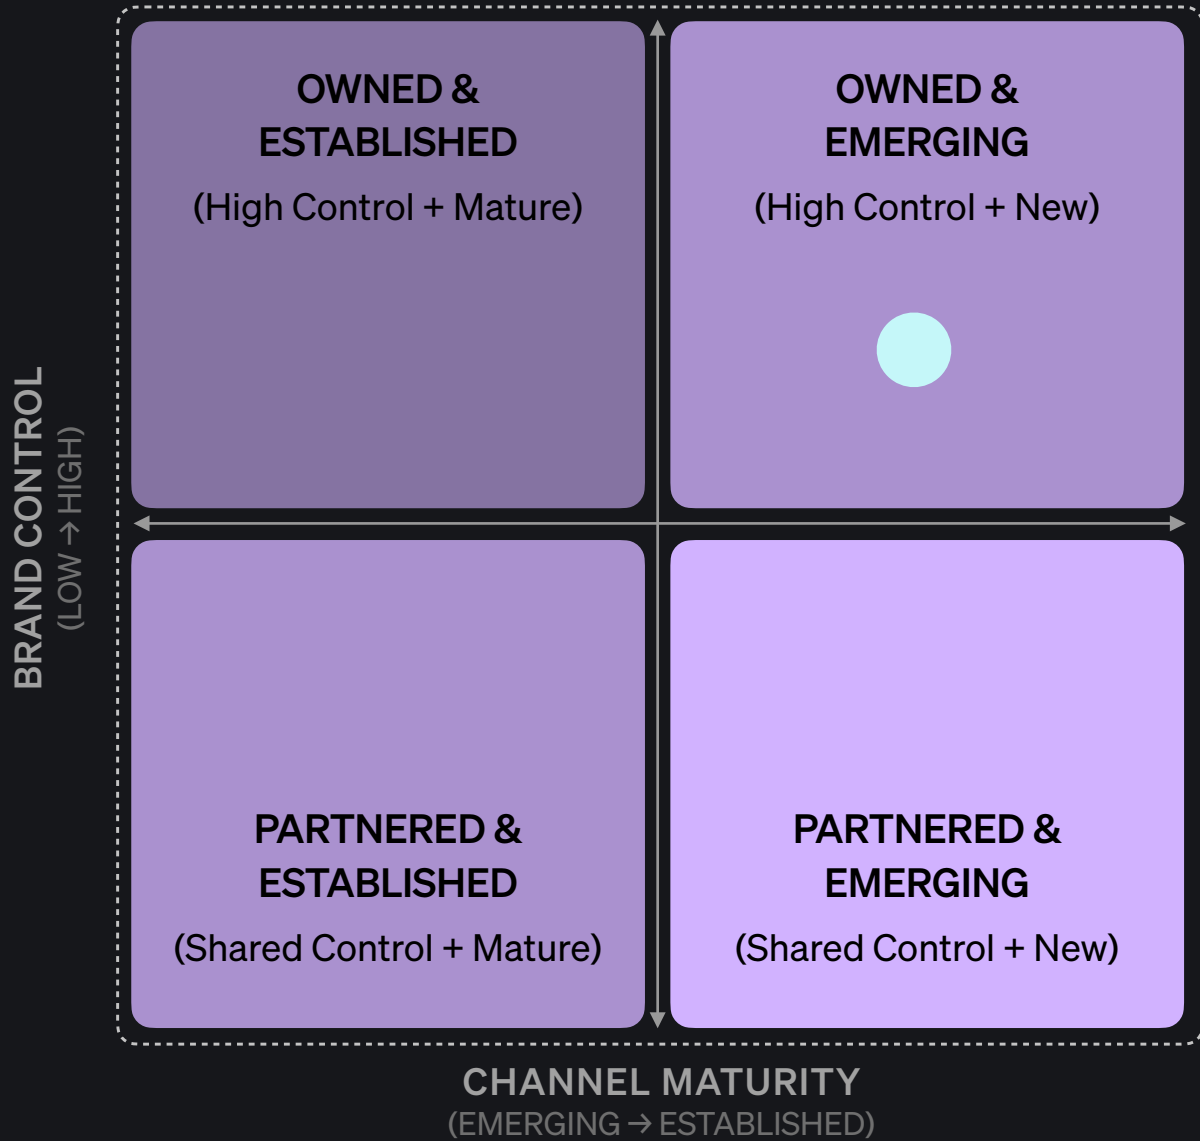 OWNED &
ESTABLISHED
(High Control + Mature)
OWNED &
EMERGING
(High Control + New)
BRAND CONTROL
(LOW → HIGH)
PARTNERED &
ESTABLISHED
(Shared Control + Mature)
PARTNERED &
EMERGING
(Shared Control + New)
CHANNEL MATURITY
(EMERGING → ESTABLISHED)